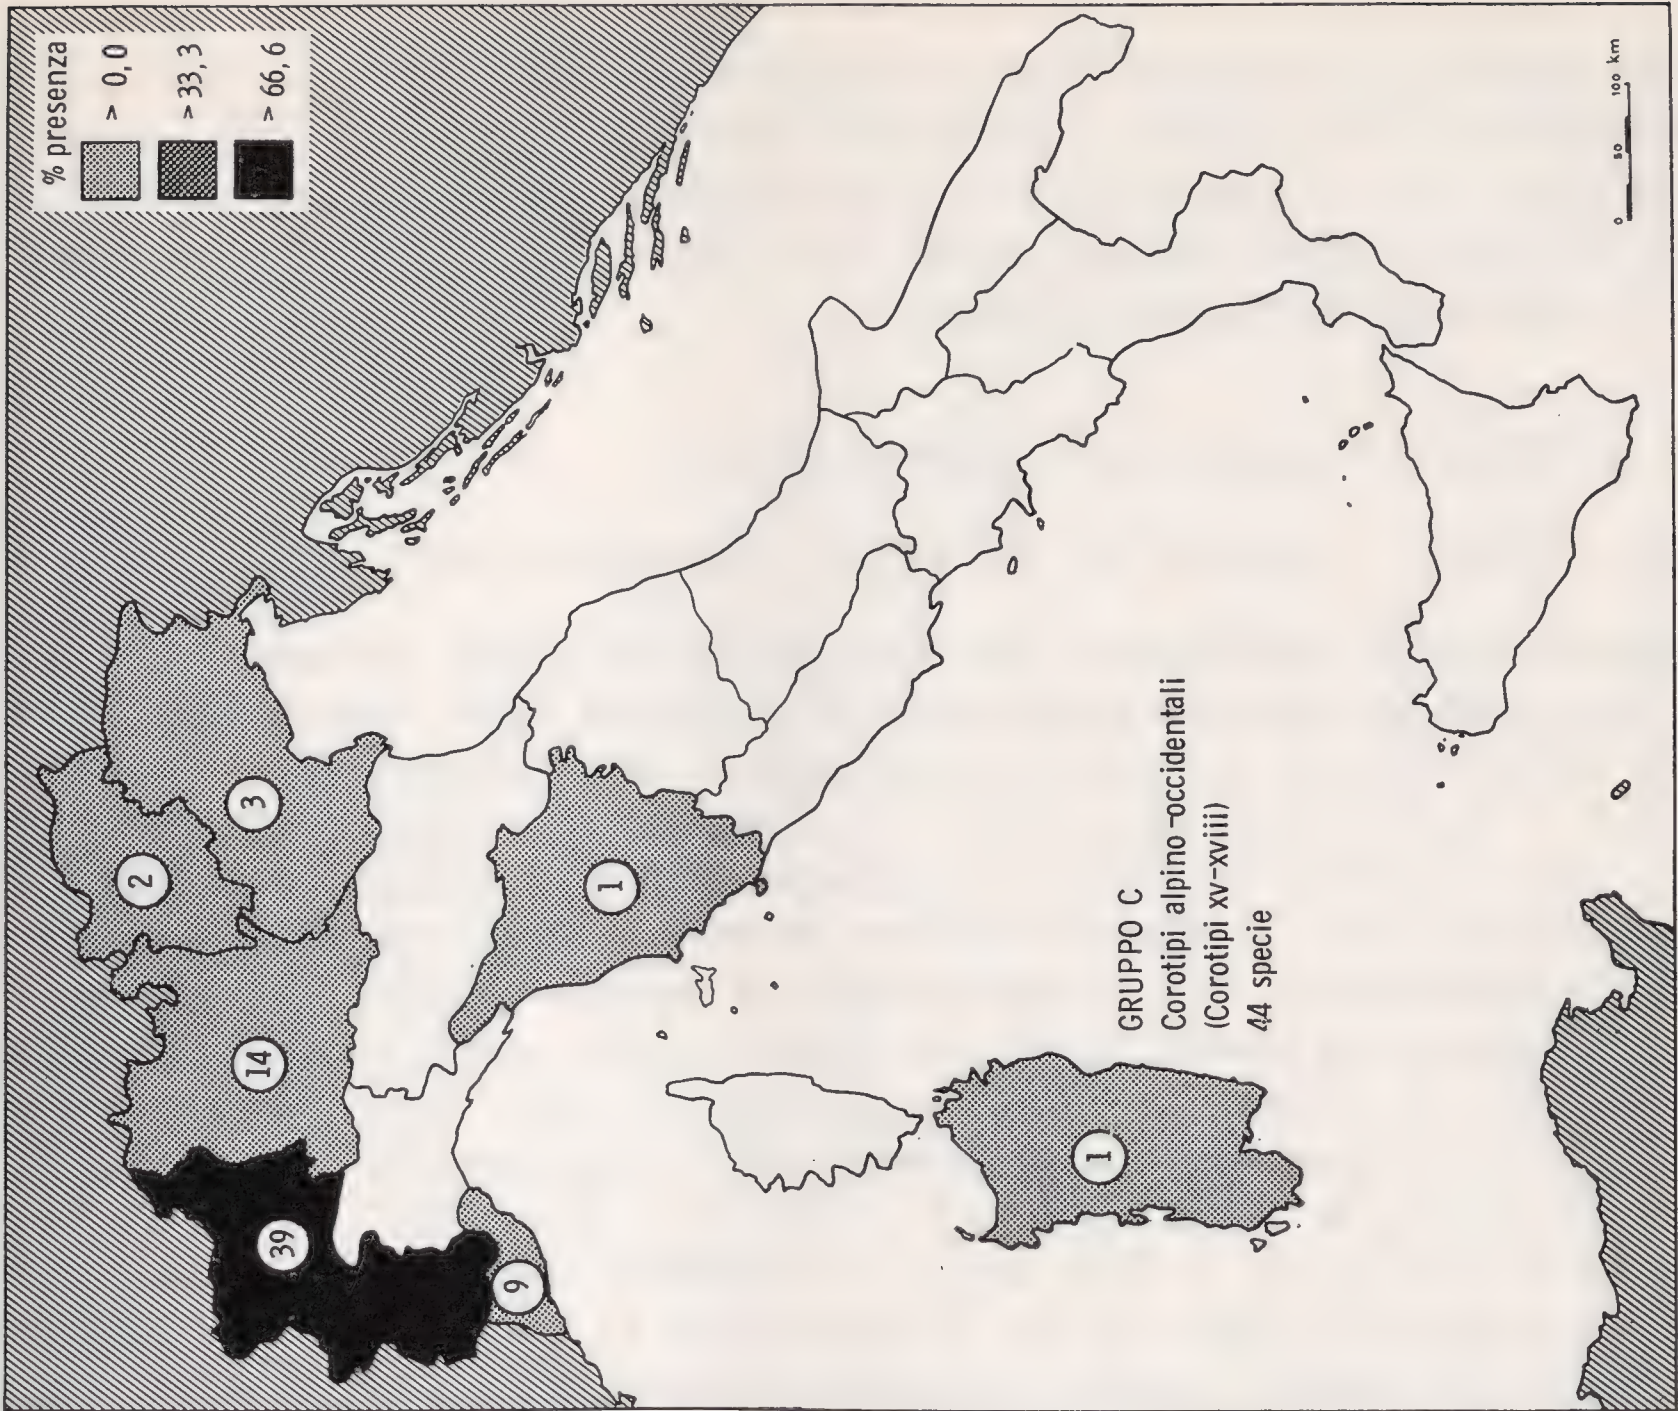 % presenza
> 0,0
> 33,3
> 66,6
2
3
14
39
9
1
1
GRUPPO C
Corotipi alpino-occidentali
(Corotipi xv-xviii)
44 specie
0 50 100 km